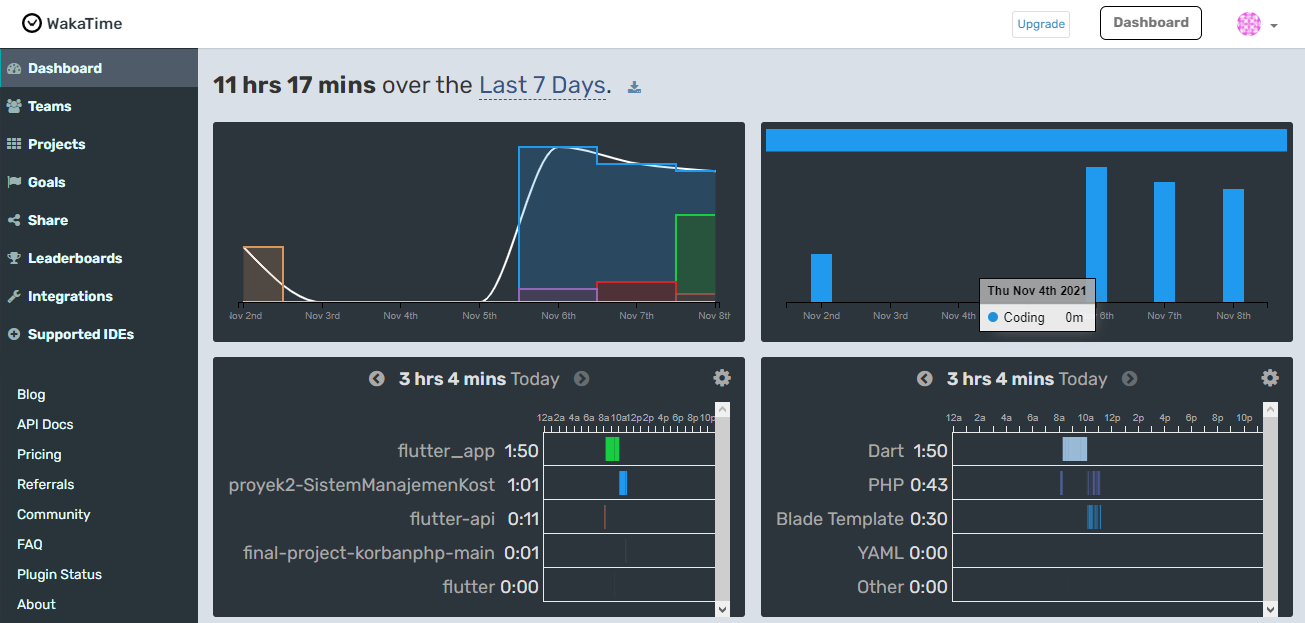 WakaTime
Upgrade
Dashboard
Dashboard
Teams
Projects
Goals
Share
Leaderboards
Integrations
Supported IDEs
Blog
API Docs
Pricing
Referrals
Community
FAQ
Plugin Status
About
11 hrs 17 mins over the Last 7 Days.
Nov 3rd Nov 4th Nov 5th Nov 6th Nov 7th
Nov 2nd Nov 3rd Nov 4th 6th Nov 7th Nov 8th
Thu Nov 4th 2021
Coding 0m
3 hrs 4 mins Today
12a 2a 4a 6a 8a 10a 12p 2p 4p 6p 8p 10p
flutter_app 1:50
proyek2-SistemManajemenKost 1:01
flutter-api 0:11
final-project-korbanphp-main 0:01
flutter 0:00
3 hrs 4 mins Today
12a 2a 4a 6a 8a 10a 12p 2p 4p 6p 8p 10p
Dart 1:50
PHP 0:43
Blade Template 0:30
YAML 0:00
Other 0:00